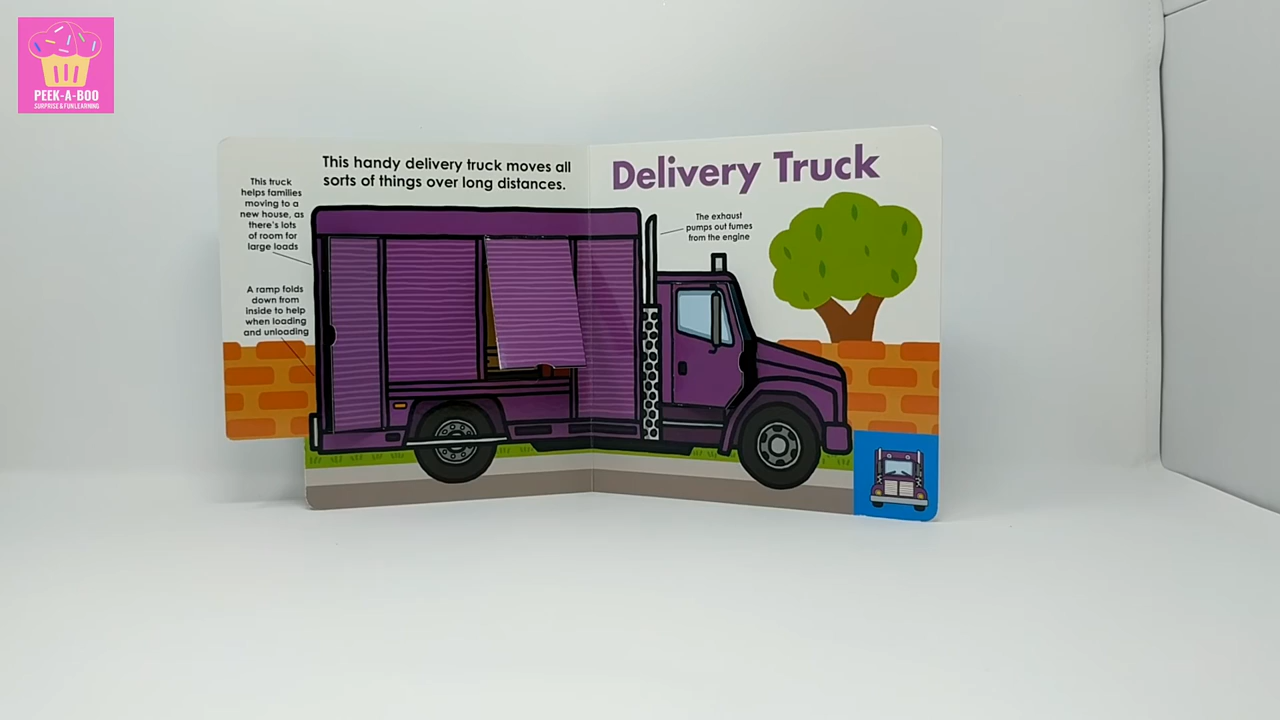 PEEK-A-BOO
SURPRISE & FUN LEARNING
This handy delivery truck moves all
sorts of things over long distances.
This truck
helps families
moving to a
new house, as
there's lots
of room for
large loads
A ramp folds
down from
inside to help
when loading
and unloading
Delivery Truck
The exhaust
pumps out fumes
from the engine